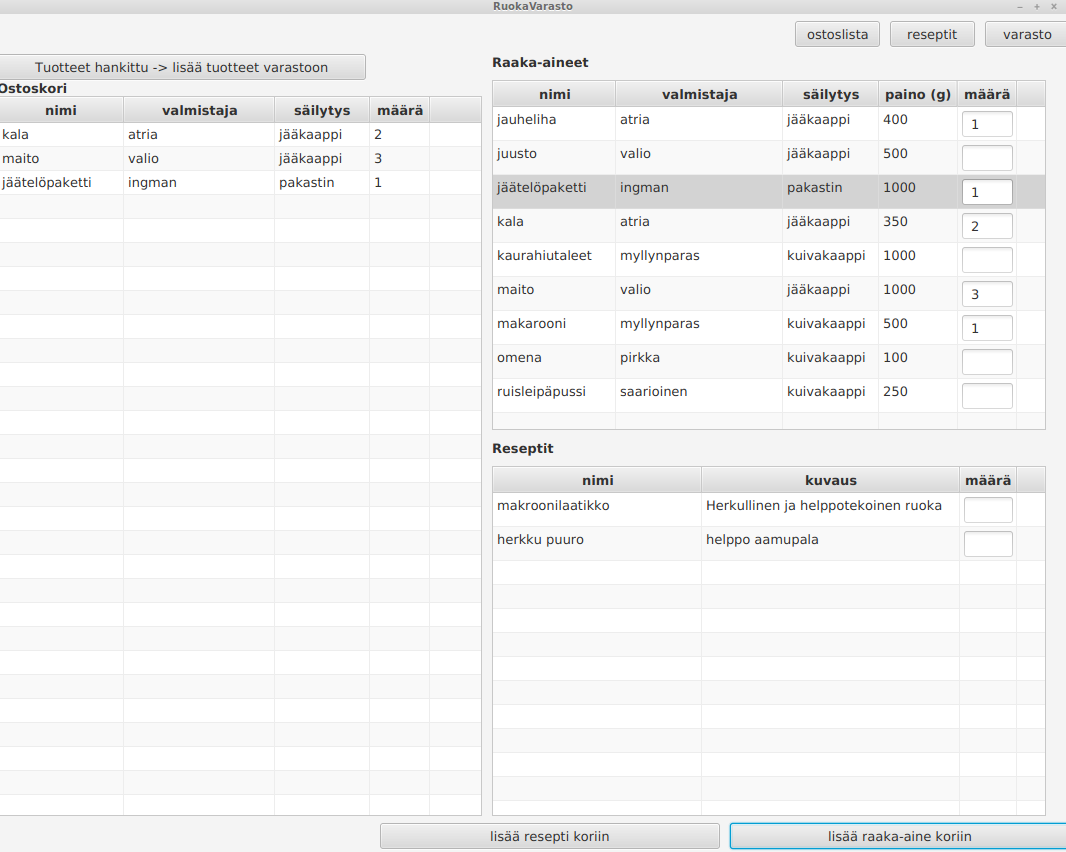 RuokaVarasto
ostoslista reseptit varasto
Tuotteet hankittu -> lisää tuotteet varastoon
Ostoskori
nimi valmistaja säilytys määrä
kala atria jääkaappi 2
maito valio jääkaappi 3
jäätelöpaketti ingman pakastin 1
Raaka-aineet
nimi valmistaja säilytys paino (g) määrä
jauheliha atria jääkaappi 400 1
juusto valio jääkaappi 500
jäätelöpaketti ingman pakastin 1000 1
kala atria jääkaappi 350 2
kaurahiutaleet myllynparas kuivakaappi 1000
maito valio jääkaappi 1000 3
makarooni myllynparas kuivakaappi 500 1
omena pirkka kuivakaappi 100
ruisleipäpussi saarioinen kuivakaappi 250
Reseptit
nimi kuvaus määrä
makroonilaatikko Herkullinen ja helppotekoinen ruoka
herkku puuro helppo aamupala
lisää resepti koriin lisää raaka-aine koriin